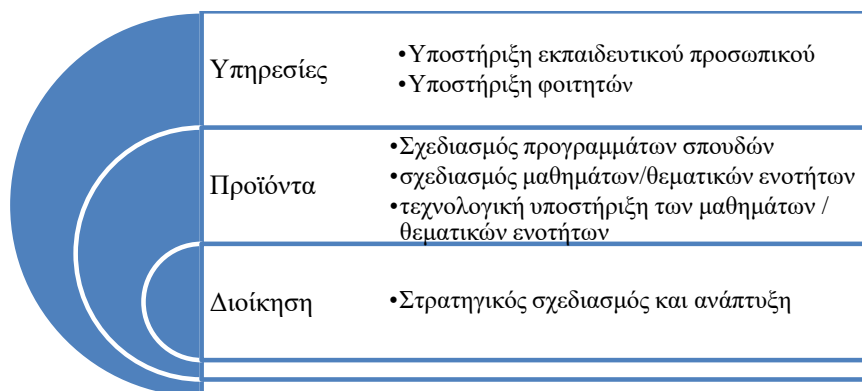 Υπηρεσίες
•Υποστήριξη εκπαιδευτικού προσωπικού
•Υποστήριξη φοιτητών
Προϊόντα
•Σχεδιασμός προγραμμάτων σπουδών
•σχεδιασμός μαθημάτων/θεματικών ενοτήτων
•τεχνολογική υποστήριξη των μαθημάτων /
θεματικών ενοτήτων
Διοίκηση
•Στρατηγικός σχεδιασμός και ανάπτυξη